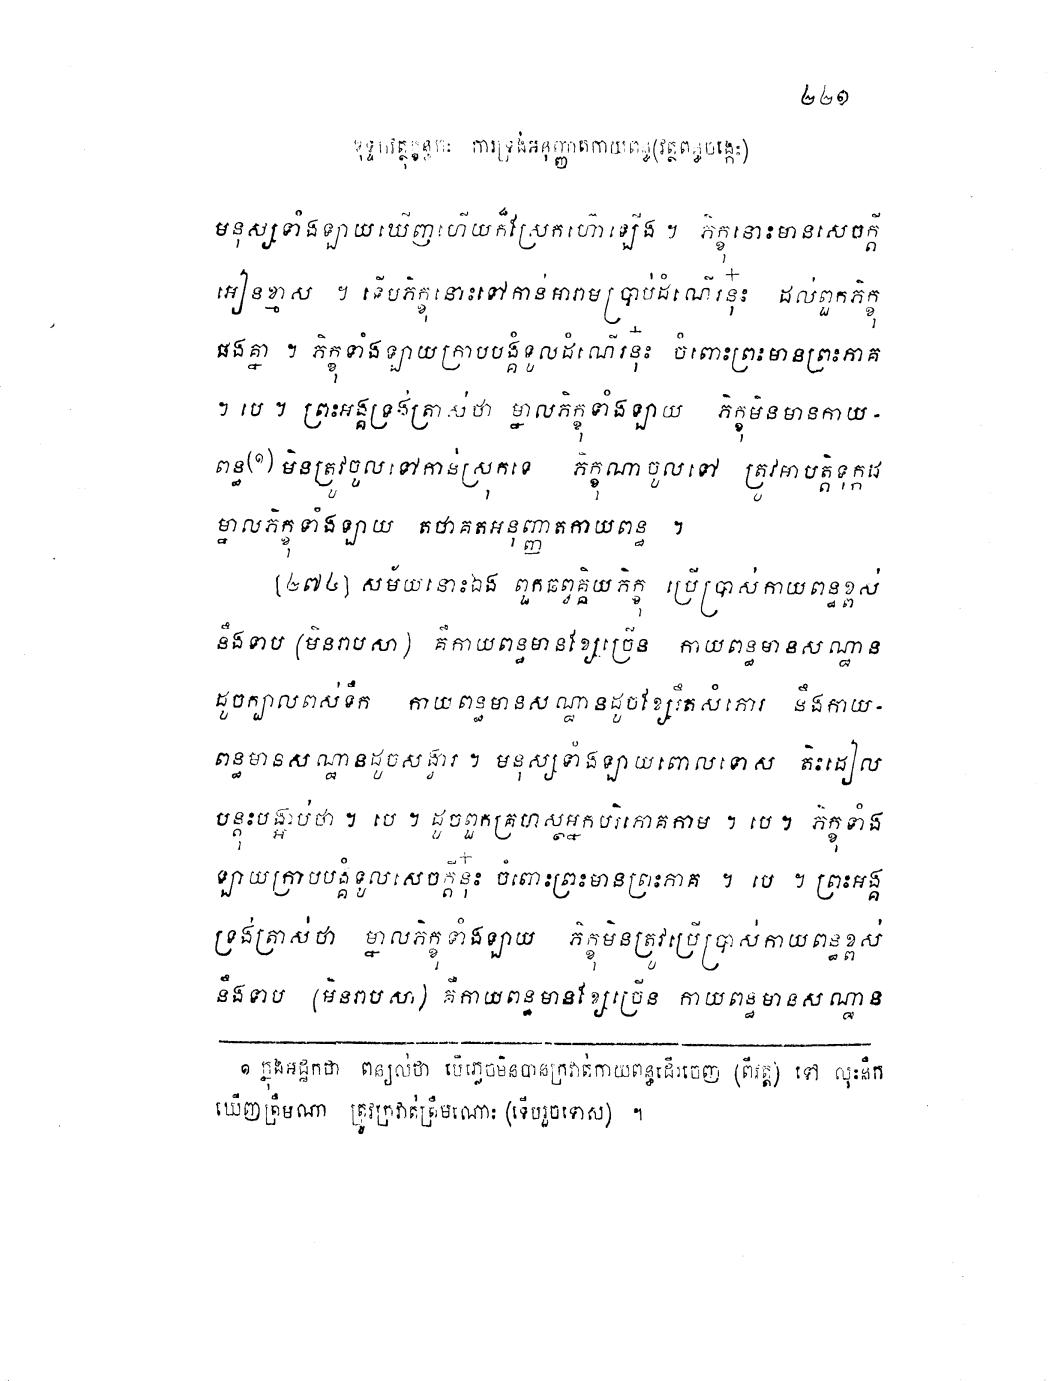 ២២១
ខុទ្ទកវត្ថុក្ខន្ធកៈ ការទ្រង់អនុញ្ញាតកាយពន្ធ(វត្ថពន្ធចង្កេះ)
មនុស្សទាំងឡាយឃើញហើយក៏ស្រែកហ៊ោឡើង ។ ភិក្ខុនោះមានសេចក្តី
អៀនខ្មាស ។ ទើបភិក្ខុនោះទៅកាន់អារាមប្រាប់ដំណើរនុ៎ះ ដល់ពួកភិក្ខុ
ផងគ្នា ។ ភិក្ខុទាំងឡាយក្រាបបង្គំទូលដំណើរនុ៎ះ ចំពោះព្រះមានព្រះភាគ
។ បេ ។ ព្រះអង្គទ្រង់ត្រាស់ថា ម្នាលភិក្ខុទាំងឡាយ ភិក្ខុមិនមានកាយ-
ពន្ធ(១) មិនត្រូវចូលទៅកាន់ស្រុកទេ ភិក្ខុណាចូលទៅ ត្រូវអាបត្តិទុក្កដ
ម្នាលភិក្ខុទាំងឡាយ តថាគតអនុញ្ញាតកាយពន្ធ ។
[២៧៤] សម័យនោះឯង ពួកឆព្វគ្គិយភិក្ខុ ប្រើប្រាស់កាយពន្ធខ្ពស់
នឹងទាប (មិនរាបសា) គឺកាយពន្ធមានខ្សែច្រើន កាយពន្ធមានសណ្ឋាន
ដូចក្បាលពស់ទឹក កាយពន្ធមានសណ្ឋានដូចខ្សែរឹតសំភោរ នឹងកាយ-
ពន្ធមានសណ្ឋានដូចសង្វារ ។ មនុស្សទាំងឡាយពោលទោស តិះដៀល
បន្តុះបង្អាប់ថា ។ បេ ។ ដូចពួកគ្រហស្ថអ្នកបរិភោគកាម ។ បេ ។ ភិក្ខុទាំង
ឡាយក្រាបបង្គំទូលសេចក្តីនុ៎ះ ចំពោះព្រះមានព្រះភាគ ។ បេ ។ ព្រះអង្គ
ទ្រង់ត្រាស់ថា ម្នាលភិក្ខុទាំងឡាយ ភិក្ខុមិនត្រូវប្រើប្រាស់កាយពន្ធខ្ពស់
នឹងទាប (មិនរាបសា) គឺកាយពន្ធមានខ្សែច្រើន កាយពន្ធមានសណ្ឋាន
១ ក្នុងអដ្ឋកថា ពន្យល់ថា បើភ្លេចមិនបានក្រវាត់កាយពន្ធដើរចេញ (ពីវត្ត) ទៅ លុះនឹក
ឃើញត្រឹមណា ត្រូវក្រវាត់ត្រឹមណោះ (ទើបរួចទោស) ។